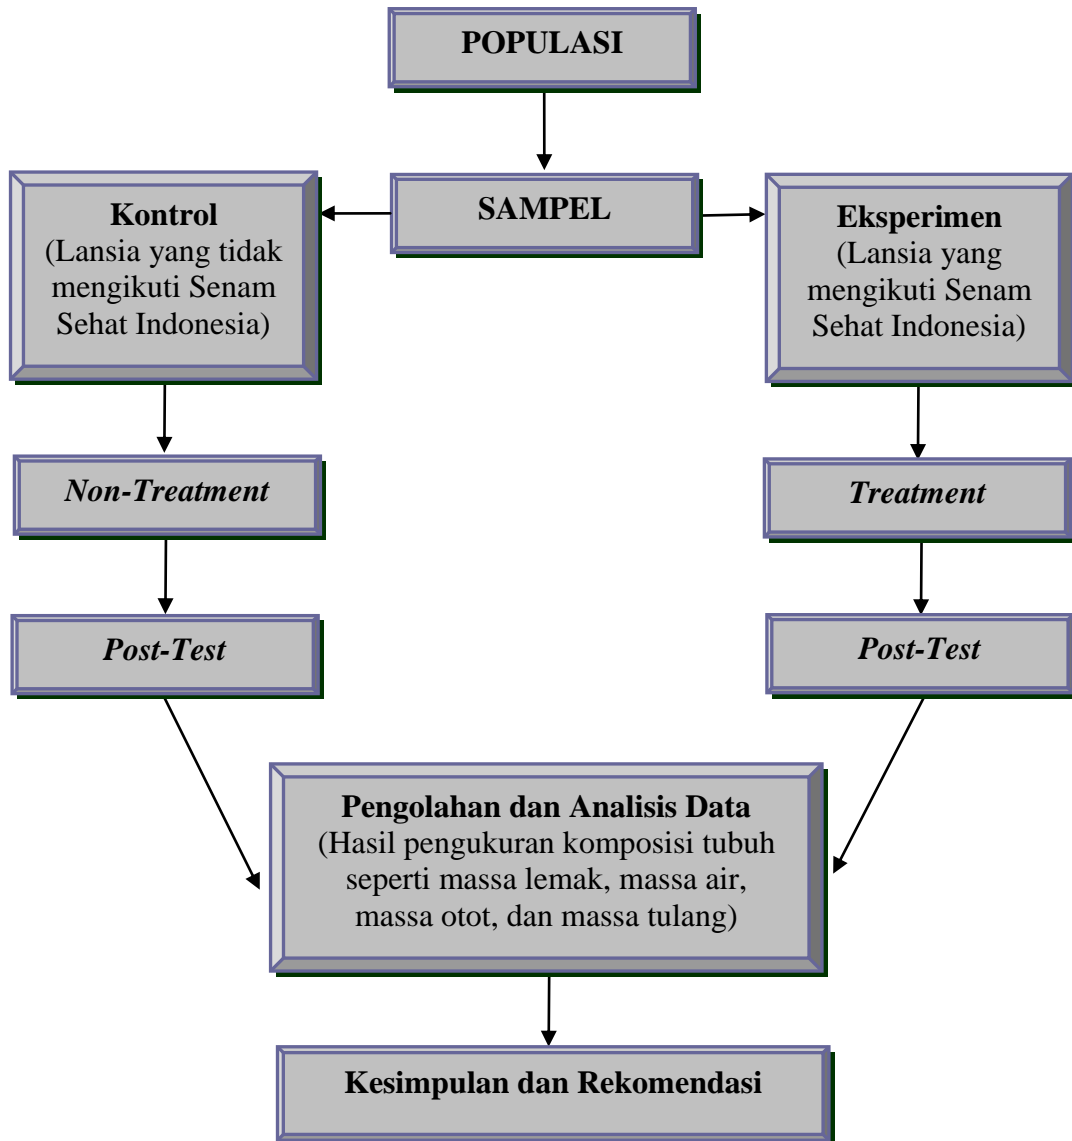 POPULASI
SAMPEL
Kontrol
(Lansia yang tidak
mengikuti Senam
Sehat Indonesia)
Eksperimen
(Lansia yang
mengikuti Senam
Sehat Indonesia)
Non-Treatment
Treatment
Post-Test
Post-Test
Pengolahan dan Analisis Data
(Hasil pengukuran komposisi tubuh
seperti massa lemak, massa air,
massa otot, dan massa tulang)
Kesimpulan dan Rekomendasi